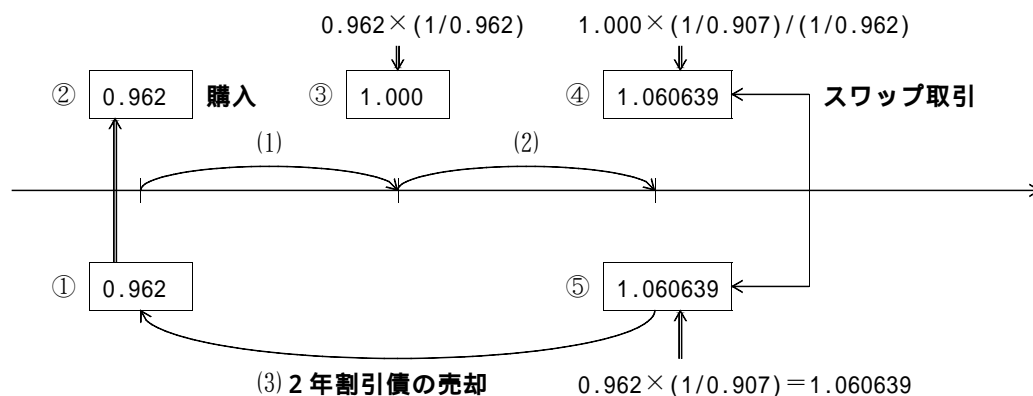 0.962×(1/0.962) 1.000×(1/0.907)/(1/0.962)
② 0.962 購入 ③ 1.000 ④ 1.060639 スワップ取引
(1) (2)
① 0.962 ⑤ 1.060639
(3) 2年割引債の売却 0.962×(1/0.907)=1.060639